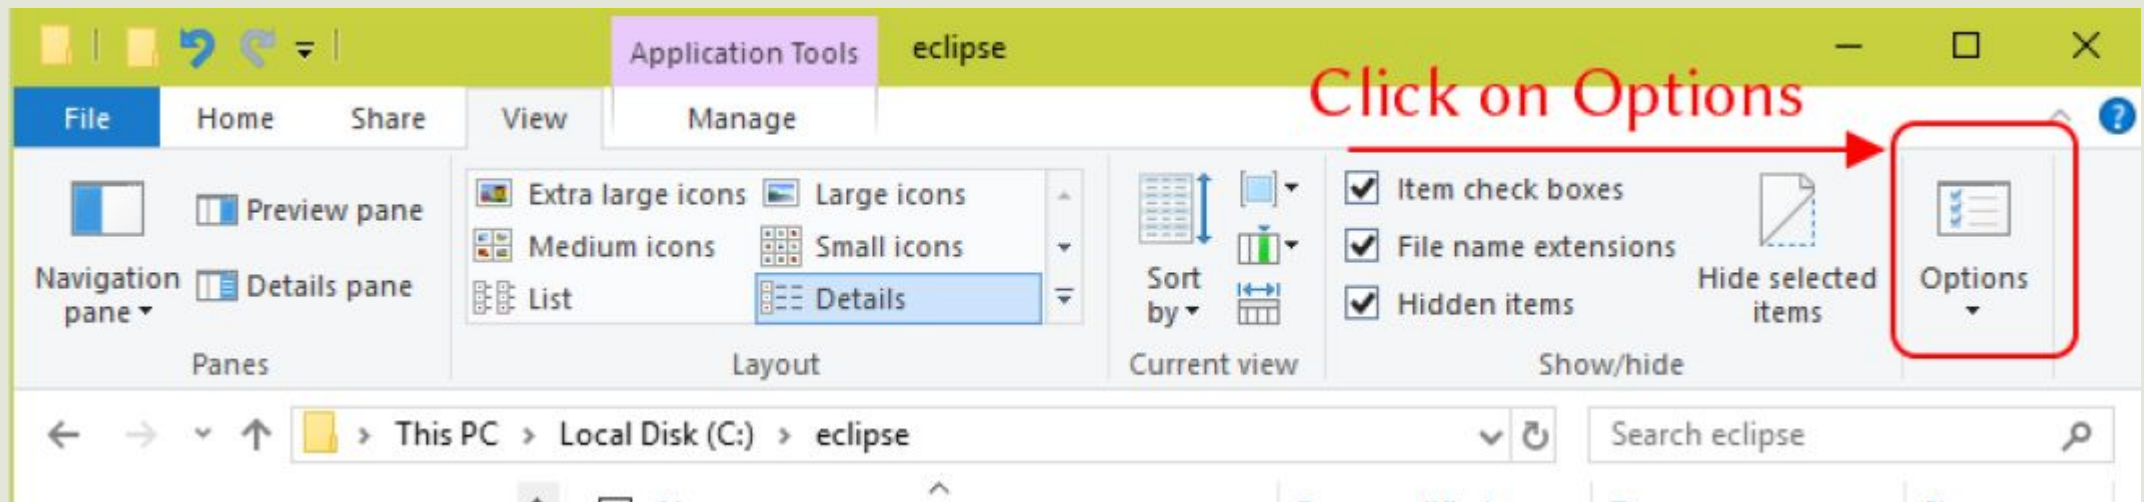 Application Tools
eclipse
Click on Options
File
Home
Share
View
Manage
Navigation
pane
Preview pane
Details pane
Panes
Extra large icons
Large icons
Medium icons
Small icons
List
Details
Layout
Sort
by
Current view
Item check boxes
File name extensions
Hidden items
Hide selected
items
Show/hide
Options
This PC > Local Disk (C:) > eclipse
Search eclipse